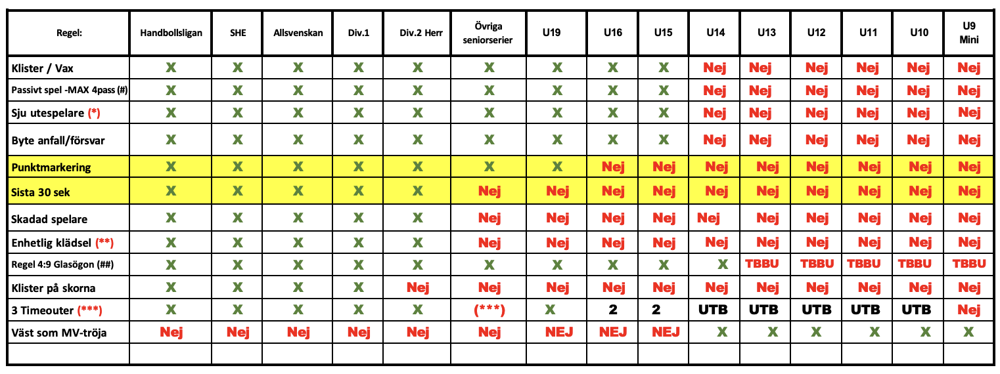 Regel: Handbollsligan SHE Allsvenskan Div.1 Div.2 Herr Övriga seniorserier U19 U16 U15 U14 U13 U12 U11 U10 U9 Mini
Klister / Vax X X X X X X X X X Nej Nej Nej Nej Nej Nej
Passivt spel -MAX 4pass (#) X X X X X X X X X Nej Nej Nej Nej Nej Nej
Sju utespelare (*) X X X X X X X X X Nej Nej Nej Nej Nej Nej
Byte anfall/försvar X X X X X X X X X Nej Nej Nej Nej Nej Nej
Punktmarkering X X X X X X X Nej Nej Nej Nej Nej Nej Nej Nej
Sista 30 sek X X X X X Nej Nej Nej Nej Nej Nej Nej Nej Nej Nej
Skadad spelare X X X X X Nej Nej Nej Nej Nej Nej Nej Nej Nej Nej
Enhetlig klädsel (**) X X X X X Nej Nej Nej Nej Nej Nej Nej Nej Nej Nej
Regel 4:9 Glasögon (##) X X X X X X X X X X TBBU TBBU TBBU TBBU TBBU
Klister på skorna X X X X Nej Nej Nej Nej Nej Nej Nej Nej Nej Nej Nej
3 Timeouter (***) X X X X X (***) X 2 2 UTB UTB UTB UTB UTB Nej
Väst som MV-tröja Nej Nej Nej Nej Nej Nej NEJ NEJ NEJ X X X X X X